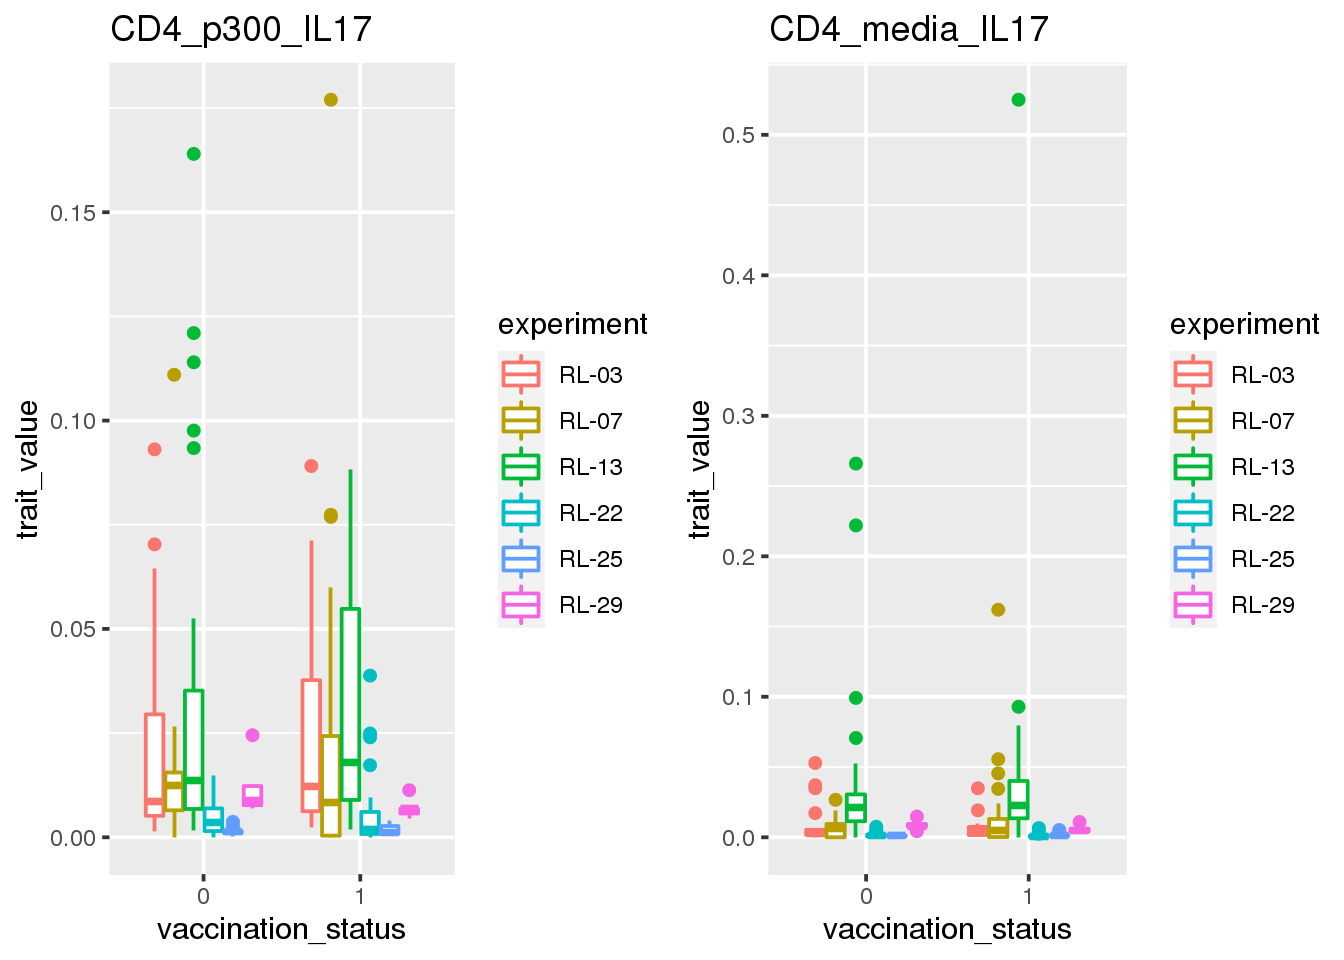 CD4_p300_IL17
trait_value
0.15
0.10
0.05
0.00
0
1
vaccination_status
experiment
RL-03
RL-07
RL-13
RL-22
RL-25
RL-29
CD4_media_IL17
trait_value
0.5
0.4
0.3
0.2
0.1
0.0
0
1
vaccination_status
experiment
RL-03
RL-07
RL-13
RL-22
RL-25
RL-29